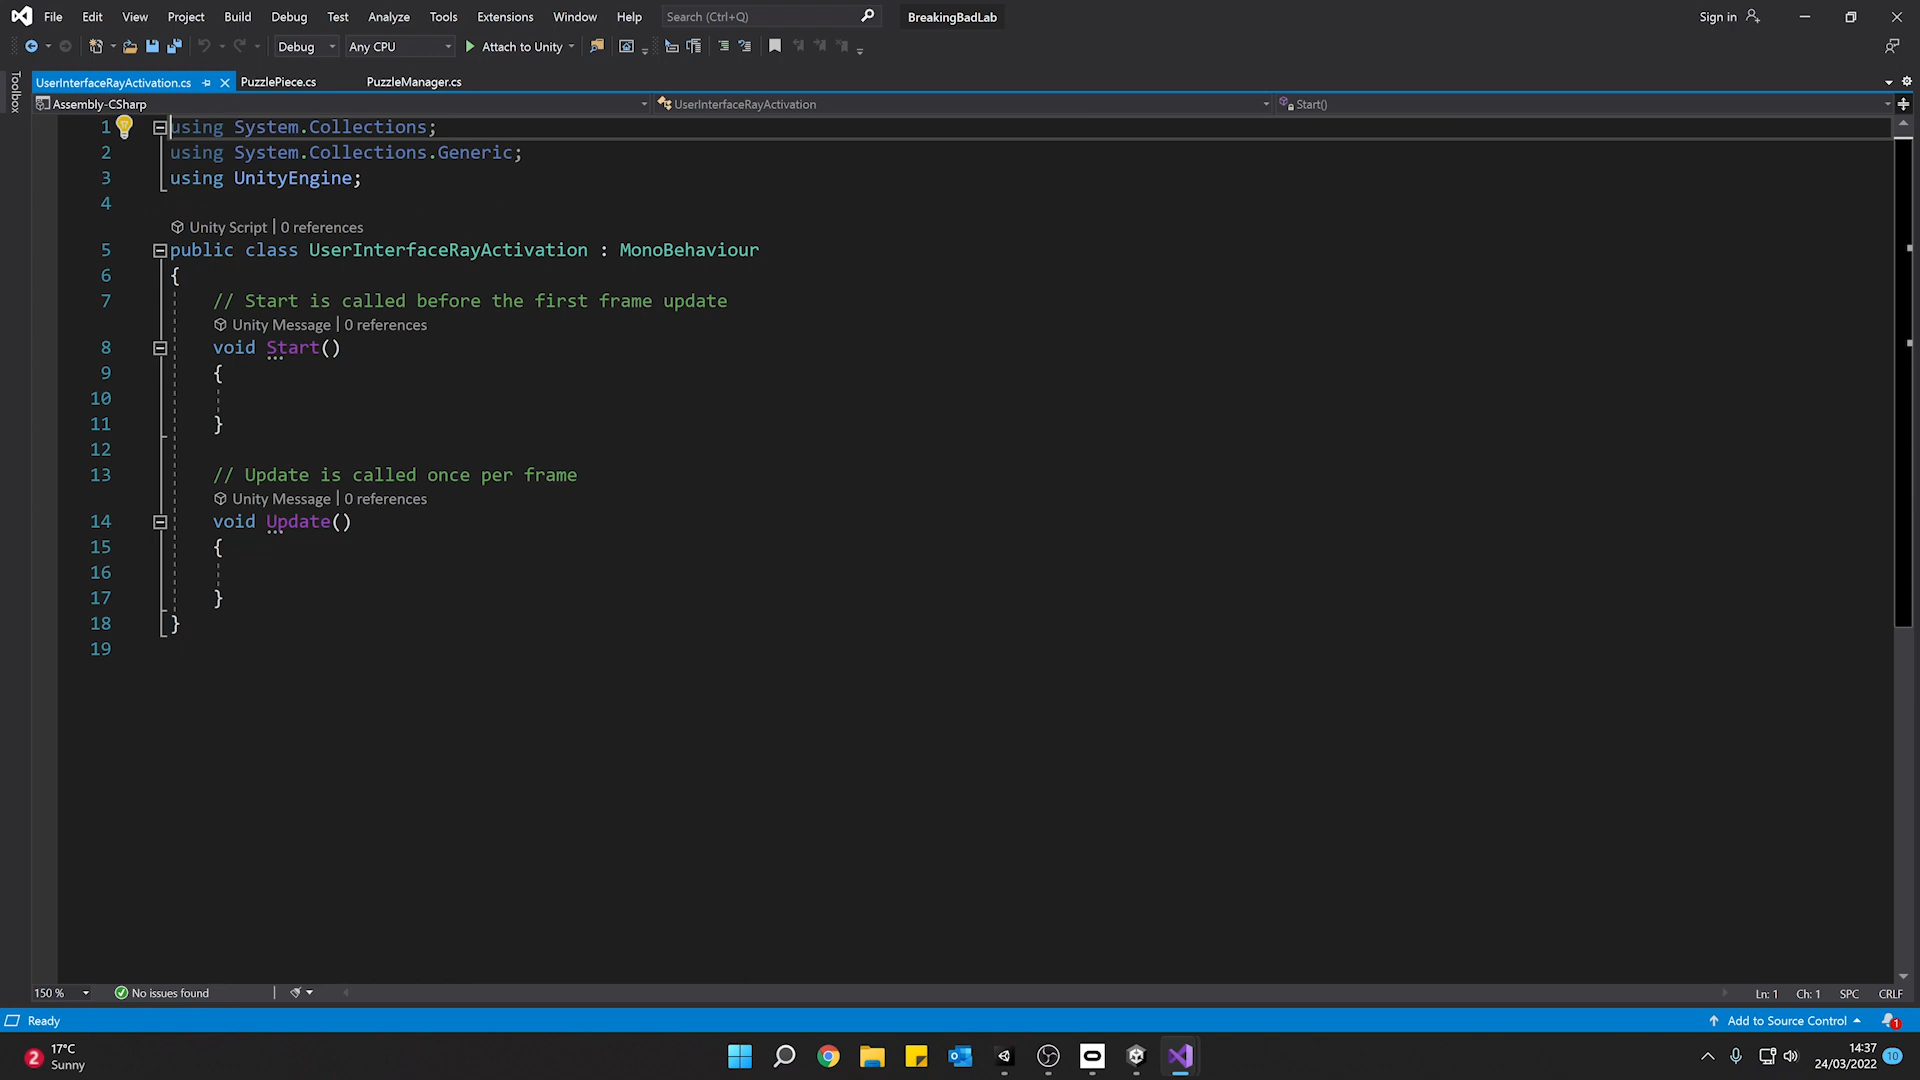 File Edit View Project Build Debug Test Analyze Tools Extensions Window Help Search (Ctrl+Q) BreakingBadLab Sign in
Debug Any CPU Attach to Unity
Toolbox
UserInterfaceRayActivation.cs PuzzlePiece.cs PuzzleManager.cs
Assembly-CSharp UserInterfaceRayActivation Start()
1 using System.Collections;
2 using System.Collections.Generic;
3 using UnityEngine;
4
Unity Script | 0 references
5 public class UserInterfaceRayActivation : MonoBehaviour
6 {
7 // Start is called before the first frame update
Unity Message | 0 references
8 void Start()
9 {
10
11 }
12
13 // Update is called once per frame
Unity Message | 0 references
14 void Update()
15 {
16
17 }
18 }
19
150 % No issues found Ln: 1 Ch: 1 SPC CRLF
Ready Add to Source Control 1
2 17°C
Sunny
14:37
24/03/2022 10